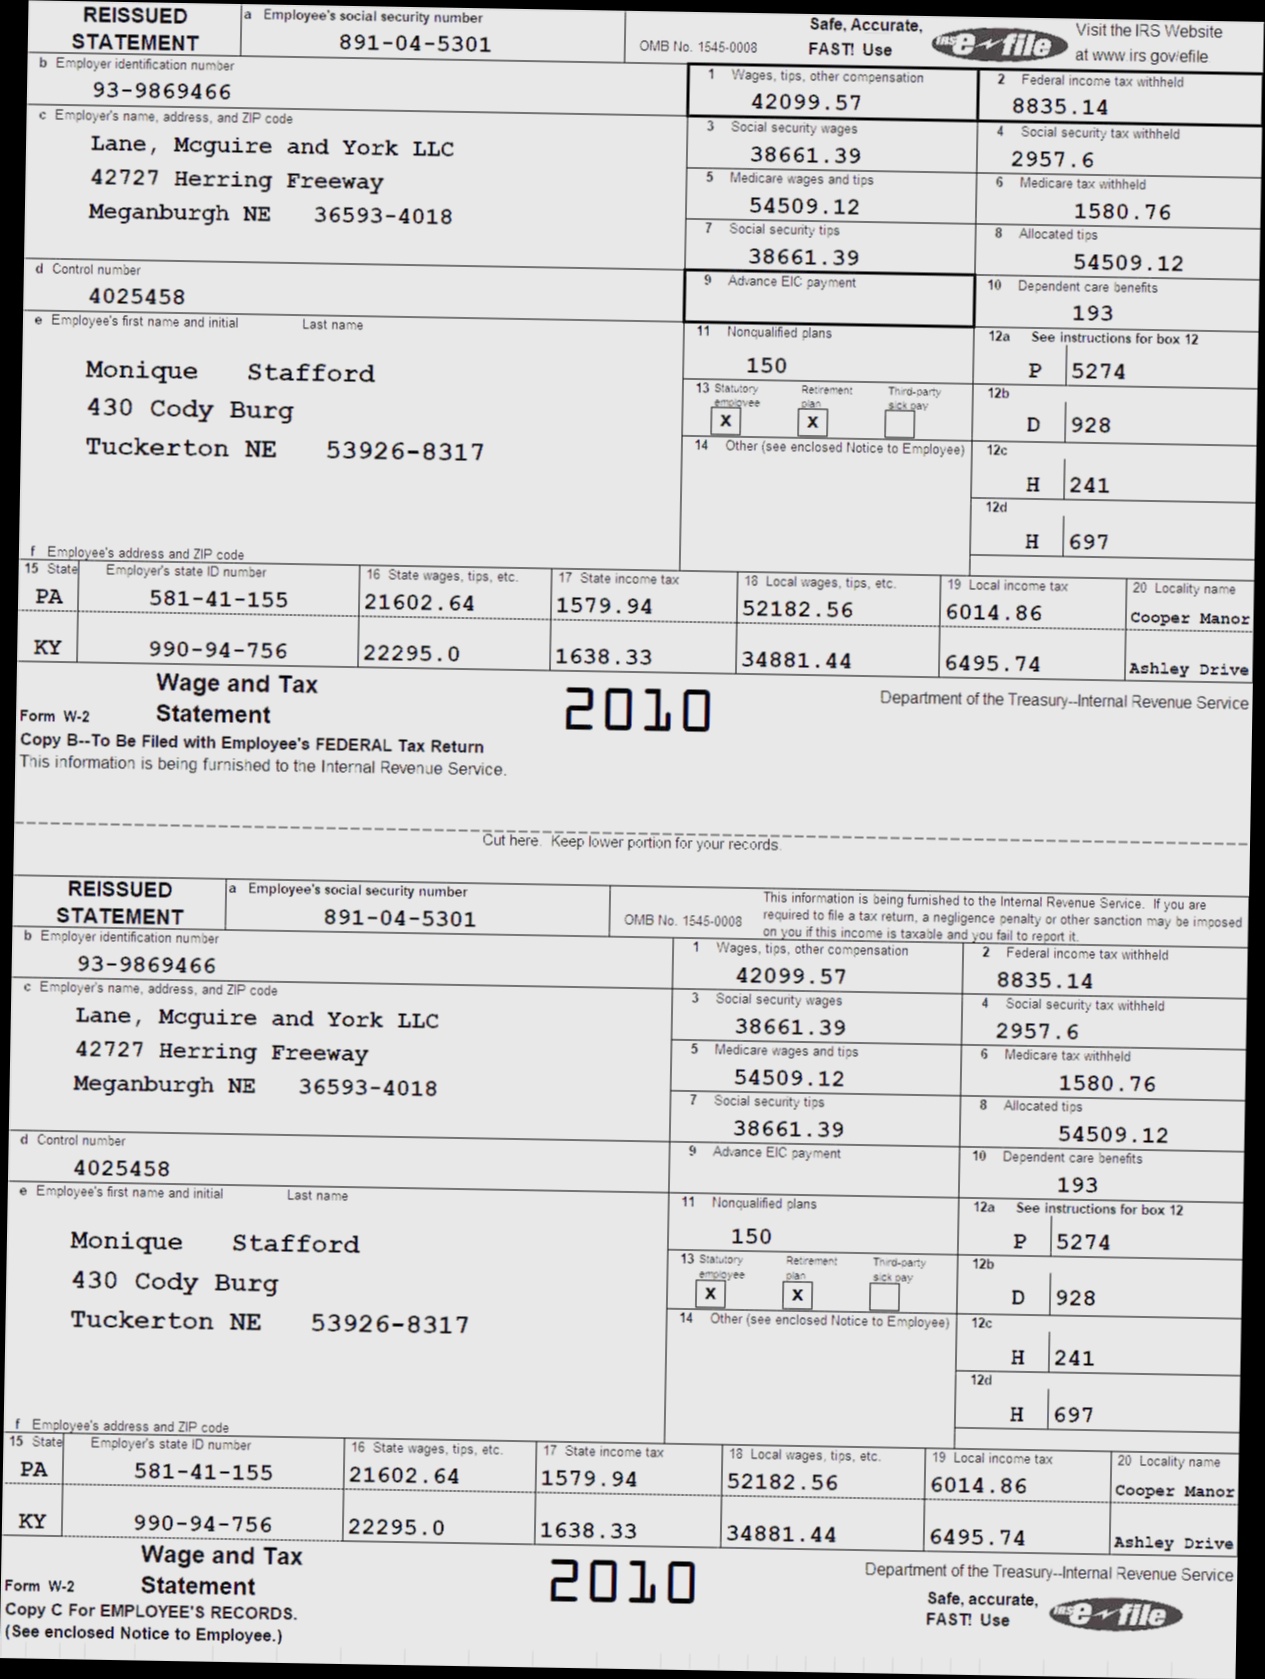 REISSUED STATEMENT
a Employee's social security number
891-04-5301
OMB No. 1545-0008
Safe, Accurate, FAST! Use
IRS e-file
Visit the IRS Website at www.irs.gov/efile
b Employer identification number
93-9869466
1 Wages, tips, other compensation
42099.57
2 Federal income tax withheld
8835.14
c Employer's name, address, and ZIP code
Lane, Mcguire and York LLC
42727 Herring Freeway
Meganburgh NE 36593-4018
3 Social security wages
38661.39
4 Social security tax withheld
2957.6
5 Medicare wages and tips
54509.12
6 Medicare tax withheld
1580.76
7 Social security tips
38661.39
8 Allocated tips
54509.12
d Control number
4025458
9 Advance EIC payment
10 Dependent care benefits
193
e Employee's first name and initial Last name
Monique Stafford
430 Cody Burg
Tuckerton NE 53926-8317
11 Nonqualified plans
150
12a See instructions for box 12
P 5274
13 Statutory employee Retirement plan Third-party sick pay
X X
12b
D 928
14 Other (see enclosed Notice to Employee)
12c
H 241
12d
H 697
f Employee's address and ZIP code
15 State Employer's state ID number 16 State wages, tips, etc. 17 State income tax 18 Local wages, tips, etc. 19 Local income tax 20 Locality name
PA 581-41-155 21602.64 1579.94 52182.56 6014.86 Cooper Manor
KY 990-94-756 22295.0 1638.33 34881.44 6495.74 Ashley Drive
Form W-2 Wage and Tax Statement
2010
Department of the Treasury--Internal Revenue Service
Copy B--To Be Filed with Employee's FEDERAL Tax Return
This information is being furnished to the Internal Revenue Service.
Cut here. Keep lower portion for your records.
REISSUED STATEMENT
a Employee's social security number
891-04-5301
OMB No. 1545-0008
This information is being furnished to the Internal Revenue Service. If you are
required to file a tax return, a negligence penalty or other sanction may be imposed
on you if this income is taxable and you fail to report it.
b Employer identification number
93-9869466
1 Wages, tips, other compensation
42099.57
2 Federal income tax withheld
8835.14
c Employer's name, address, and ZIP code
Lane, Mcguire and York LLC
42727 Herring Freeway
Meganburgh NE 36593-4018
3 Social security wages
38661.39
4 Social security tax withheld
2957.6
5 Medicare wages and tips
54509.12
6 Medicare tax withheld
1580.76
7 Social security tips
38661.39
8 Allocated tips
54509.12
d Control number
4025458
9 Advance EIC payment
10 Dependent care benefits
193
e Employee's first name and initial Last name
Monique Stafford
430 Cody Burg
Tuckerton NE 53926-8317
11 Nonqualified plans
150
12a See instructions for box 12
P 5274
13 Statutory employee Retirement plan Third-party sick pay
X X
12b
D 928
14 Other (see enclosed Notice to Employee)
12c
H 241
12d
H 697
f Employee's address and ZIP code
15 State Employer's state ID number 16 State wages, tips, etc. 17 State income tax 18 Local wages, tips, etc. 19 Local income tax 20 Locality name
PA 581-41-155 21602.64 1579.94 52182.56 6014.86 Cooper Manor
KY 990-94-756 22295.0 1638.33 34881.44 6495.74 Ashley Drive
Form W-2 Wage and Tax Statement
2010
Department of the Treasury--Internal Revenue Service
Copy C For EMPLOYEE'S RECORDS.
(See enclosed Notice to Employee.)
Safe, accurate, FAST! Use
IRS e-file